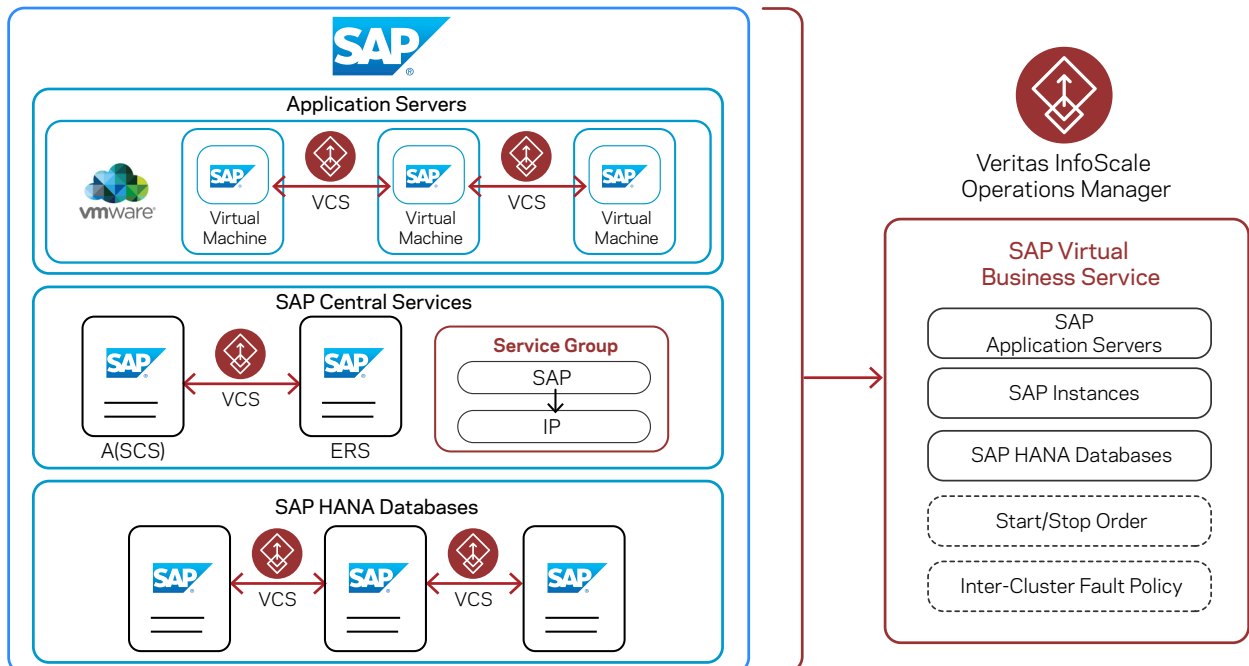 SAP
®
Application Servers
vmware®
SAP
®
Virtual
Machine
VCS
SAP
®
Virtual
Machine
VCS
SAP
®
Virtual
Machine
SAP Central Services
SAP
®
A(SCS)
VCS
SAP
®
ERS
Service Group
SAP
IP
SAP HANA Databases
SAP
®
VCS
SAP
®
VCS
SAP
®
Veritas InfoScale
Operations Manager
SAP Virtual
Business Service
SAP
Application Servers
SAP Instances
SAP HANA Databases
Start/Stop Order
Inter-Cluster Fault Policy